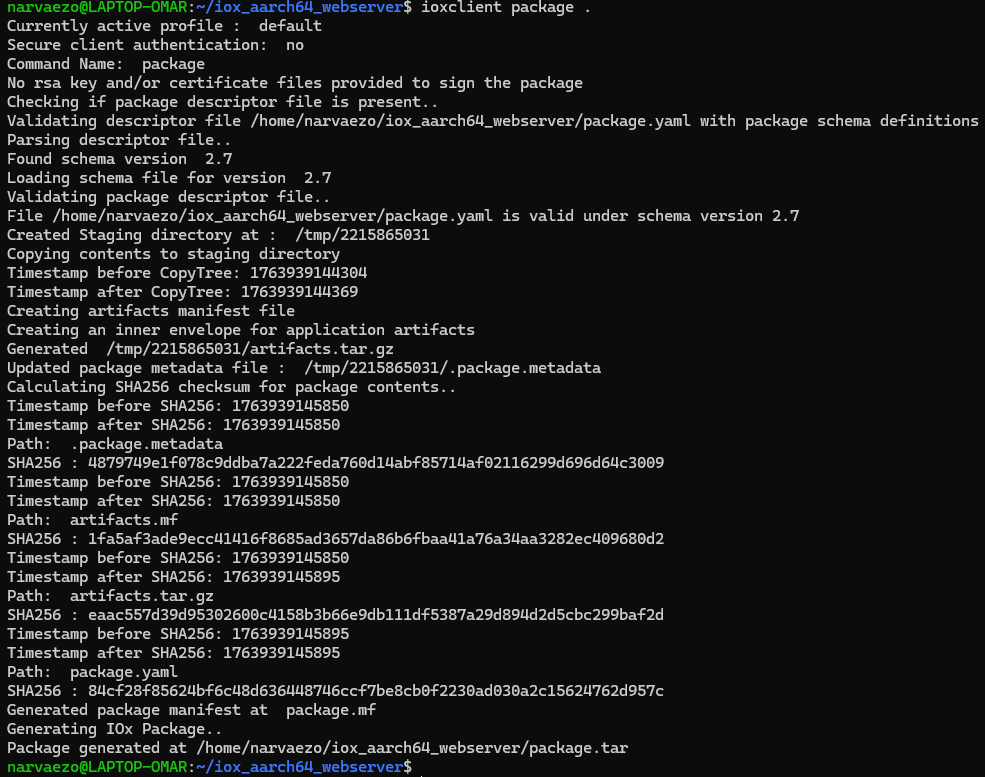 narvaezo@LAPTOP-OMAR:~/iox_aarch64_webserver$ ioxclient package .
Currently active profile :  default
Secure client authentication:  no
Command Name:  package
No rsa key and/or certificate files provided to sign the package
Checking if package descriptor file is present..
Validating descriptor file /home/narvaezo/iox_aarch64_webserver/package.yaml with package schema definitions
Parsing descriptor file..
Found schema version  2.7
Loading schema file for version  2.7
Validating package descriptor file..
File /home/narvaezo/iox_aarch64_webserver/package.yaml is valid under schema version 2.7
Created Staging directory at :  /tmp/2215865031
Copying contents to staging directory
Timestamp before CopyTree: 1763939144304
Timestamp after CopyTree: 1763939144369
Creating artifacts manifest file
Creating an inner envelope for application artifacts
Generated  /tmp/2215865031/artifacts.tar.gz
Updated package metadata file :  /tmp/2215865031/.package.metadata
Calculating SHA256 checksum for package contents..
Timestamp before SHA256: 1763939145850
Timestamp after SHA256: 1763939145850
Path:  .package.metadata
SHA256 : 4879749e1f078c9ddba7a222feda760d14abf85714af02116299d696d64c3009
Timestamp before SHA256: 1763939145850
Timestamp after SHA256: 1763939145850
Path:  artifacts.mf
SHA256 : 1fa5af3ade9ecc41416f8685ad3657da86b6fbaa41a76a34aa3282ec409680d2
Timestamp before SHA256: 1763939145850
Timestamp after SHA256: 1763939145895
Path:  artifacts.tar.gz
SHA256 : eaac557d39d95302600c4158b3b66e9db111df5387a29d894d2d5cbc299baf2d
Timestamp before SHA256: 1763939145895
Timestamp after SHA256: 1763939145895
Path:  package.yaml
SHA256 : 84cf28f85624bf6c48d636448746ccf7be8cb0f2230ad030a2c15624762d957c
Generated package manifest at  package.mf
Generating IOx Package..
Package generated at /home/narvaezo/iox_aarch64_webserver/package.tar
narvaezo@LAPTOP-OMAR:~/iox_aarch64_webserver$